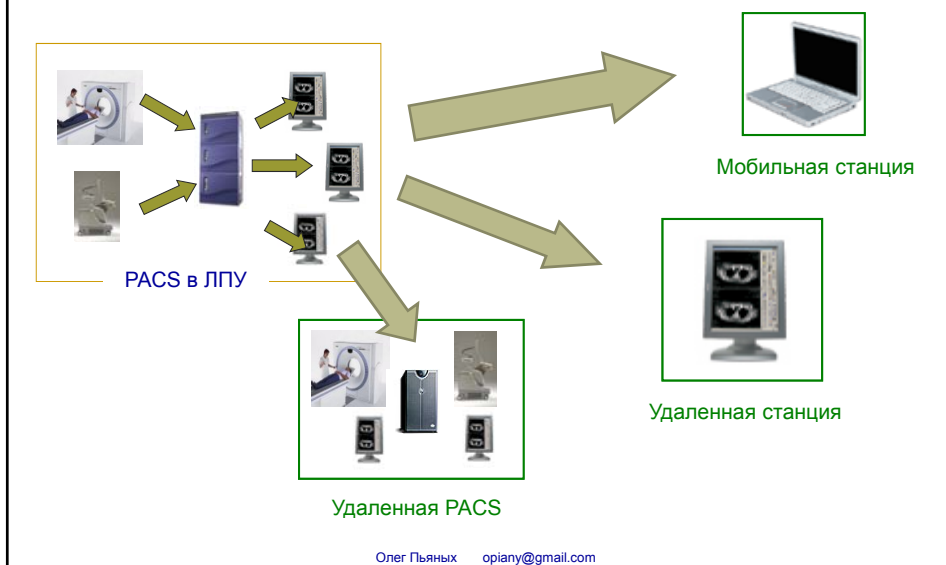 Мобильная станция
PACS в ЛПУ
Удаленная станция
Удаленная PACS
Олег Пьяных opiany@gmail.com